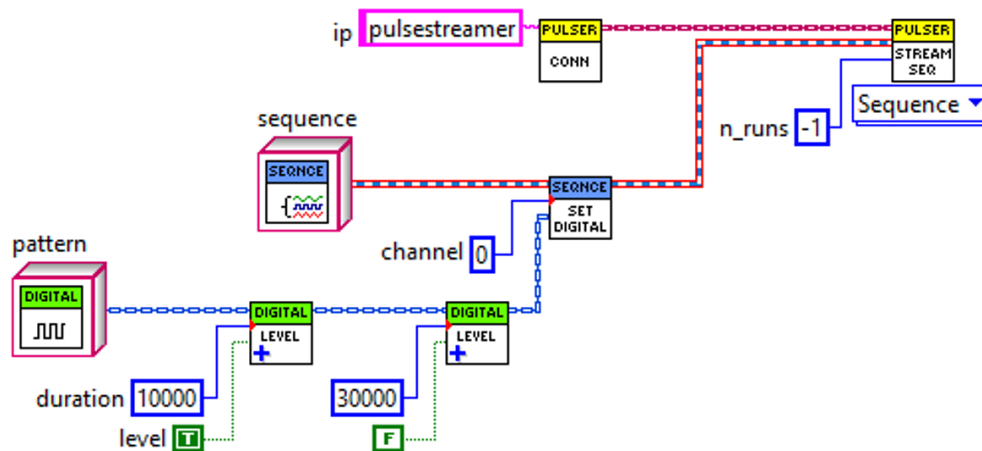 ip pulsestreamer
PULSER
CONN
PULSER
STREAM
SEQ
Sequence
n_runs -1
sequence
SEQNCE
SEQNCE
SET
DIGITAL
channel 0
pattern
DIGITAL
DIGITAL
LEVEL
DIGITAL
LEVEL
duration 10000
30000
level T
F